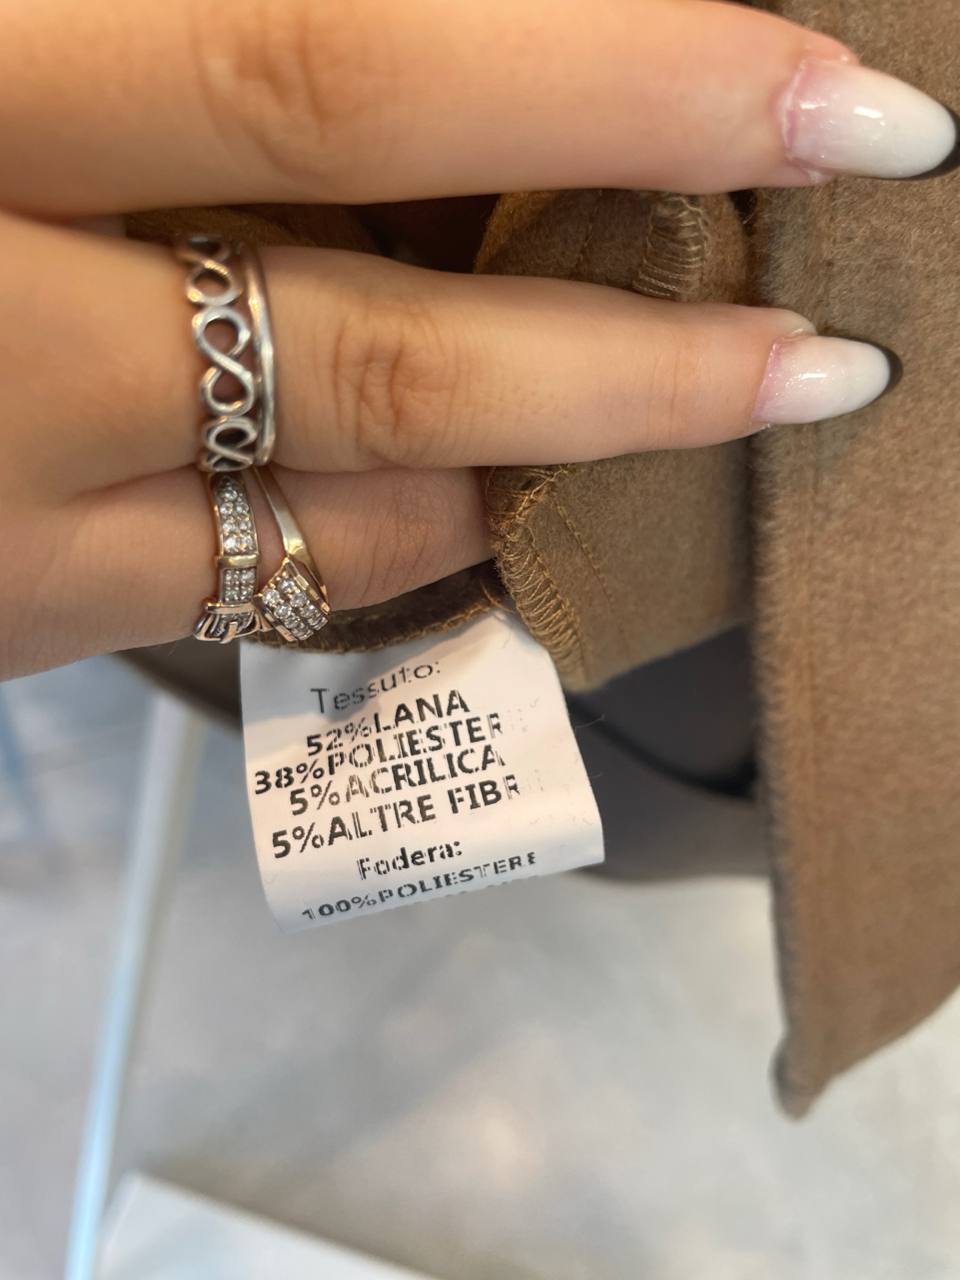 Tessuto:
52%LANA
38%POLIESTER
5%ACRILICA
5%ALTRE FIBR
Fodera:
100%POLIESTERE